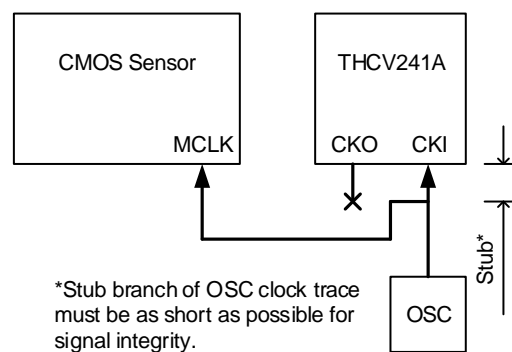 CMOS Sensor
THCV241A
MCLK
CKO
CKI
Stub*
*Stub branch of OSC clock trace
must be as short as possible for
signal integrity.
OSC